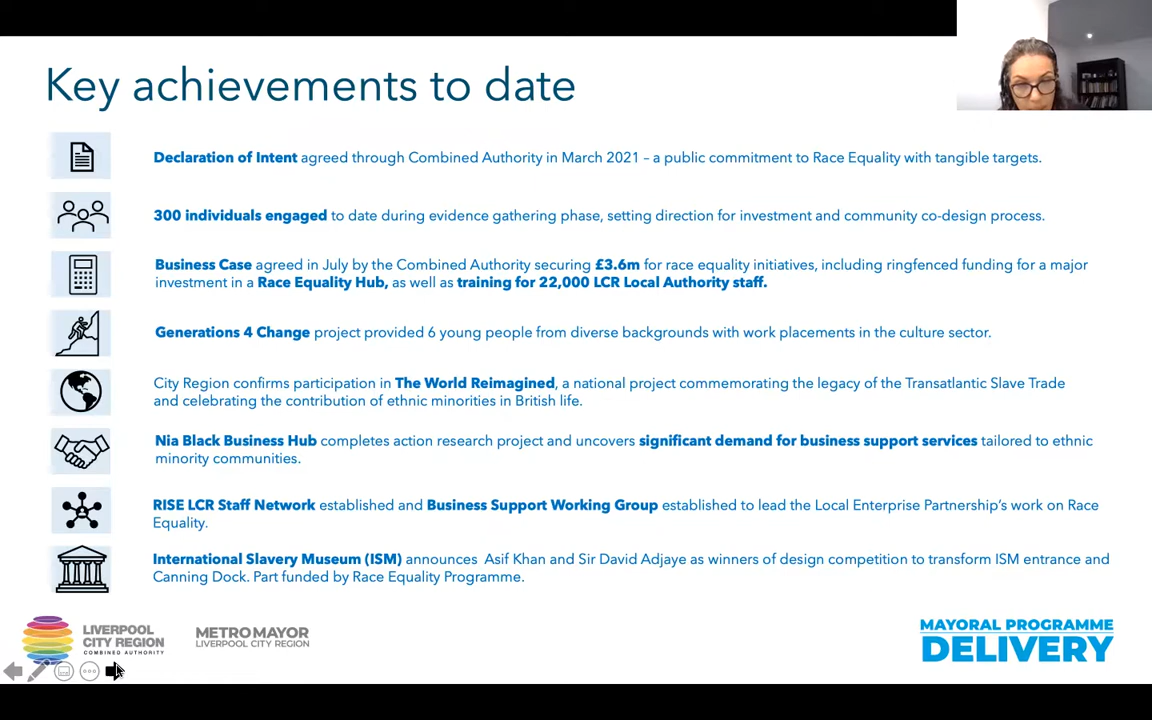 Key achievements to date
Declaration of Intent agreed through Combined Authority in March 2021 – a public commitment to Race Equality with tangible targets.
300 individuals engaged to date during evidence gathering phase, setting direction for investment and community co-design process.
Business Case agreed in July by the Combined Authority securing £3.6m for race equality initiatives, including ringfenced funding for a major
investment in a Race Equality Hub, as well as training for 22,000 LCR Local Authority staff.
Generations 4 Change project provided 6 young people from diverse backgrounds with work placements in the culture sector.
City Region confirms participation in The World Reimagined, a national project commemorating the legacy of the Transatlantic Slave Trade
and celebrating the contribution of ethnic minorities in British life.
Nia Black Business Hub completes action research project and uncovers significant demand for business support services tailored to ethnic
minority communities.
RISE LCR Staff Network established and Business Support Working Group established to lead the Local Enterprise Partnership's work on Race
Equality.
International Slavery Museum (ISM) announces Asif Khan and Sir David Adjaye as winners of design competition to transform ISM entrance and
Canning Dock. Part funded by Race Equality Programme.
LIVERPOOL
CITY REGION
COMBINED AUTHORITY
METRO MAYOR
LIVERPOOL CITY REGION
MAYORAL PROGRAMME
DELIVERY